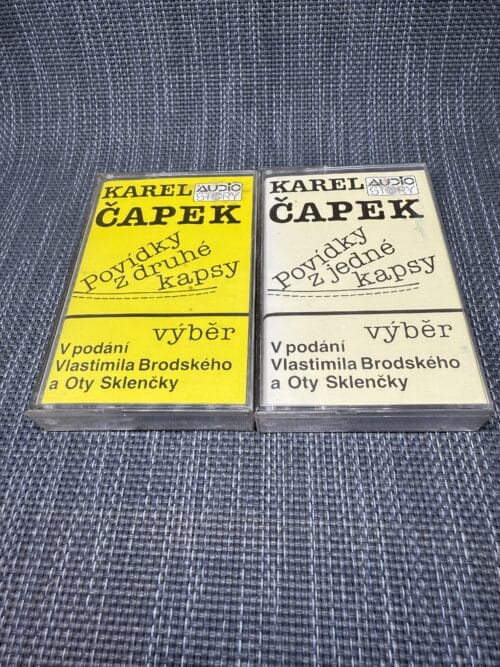 KAREL
AUDIO
STORY
ČAPEK
Povídky
z druhé
kapsy
výběr
V podání
Vlastimila Brodského
a Oty Sklenčky
KAREL
AUDIO
STORY
ČAPEK
Povídky
z jedné
kapsy
výběr
V podání
Vlastimila Brodského
a Oty Sklenčky